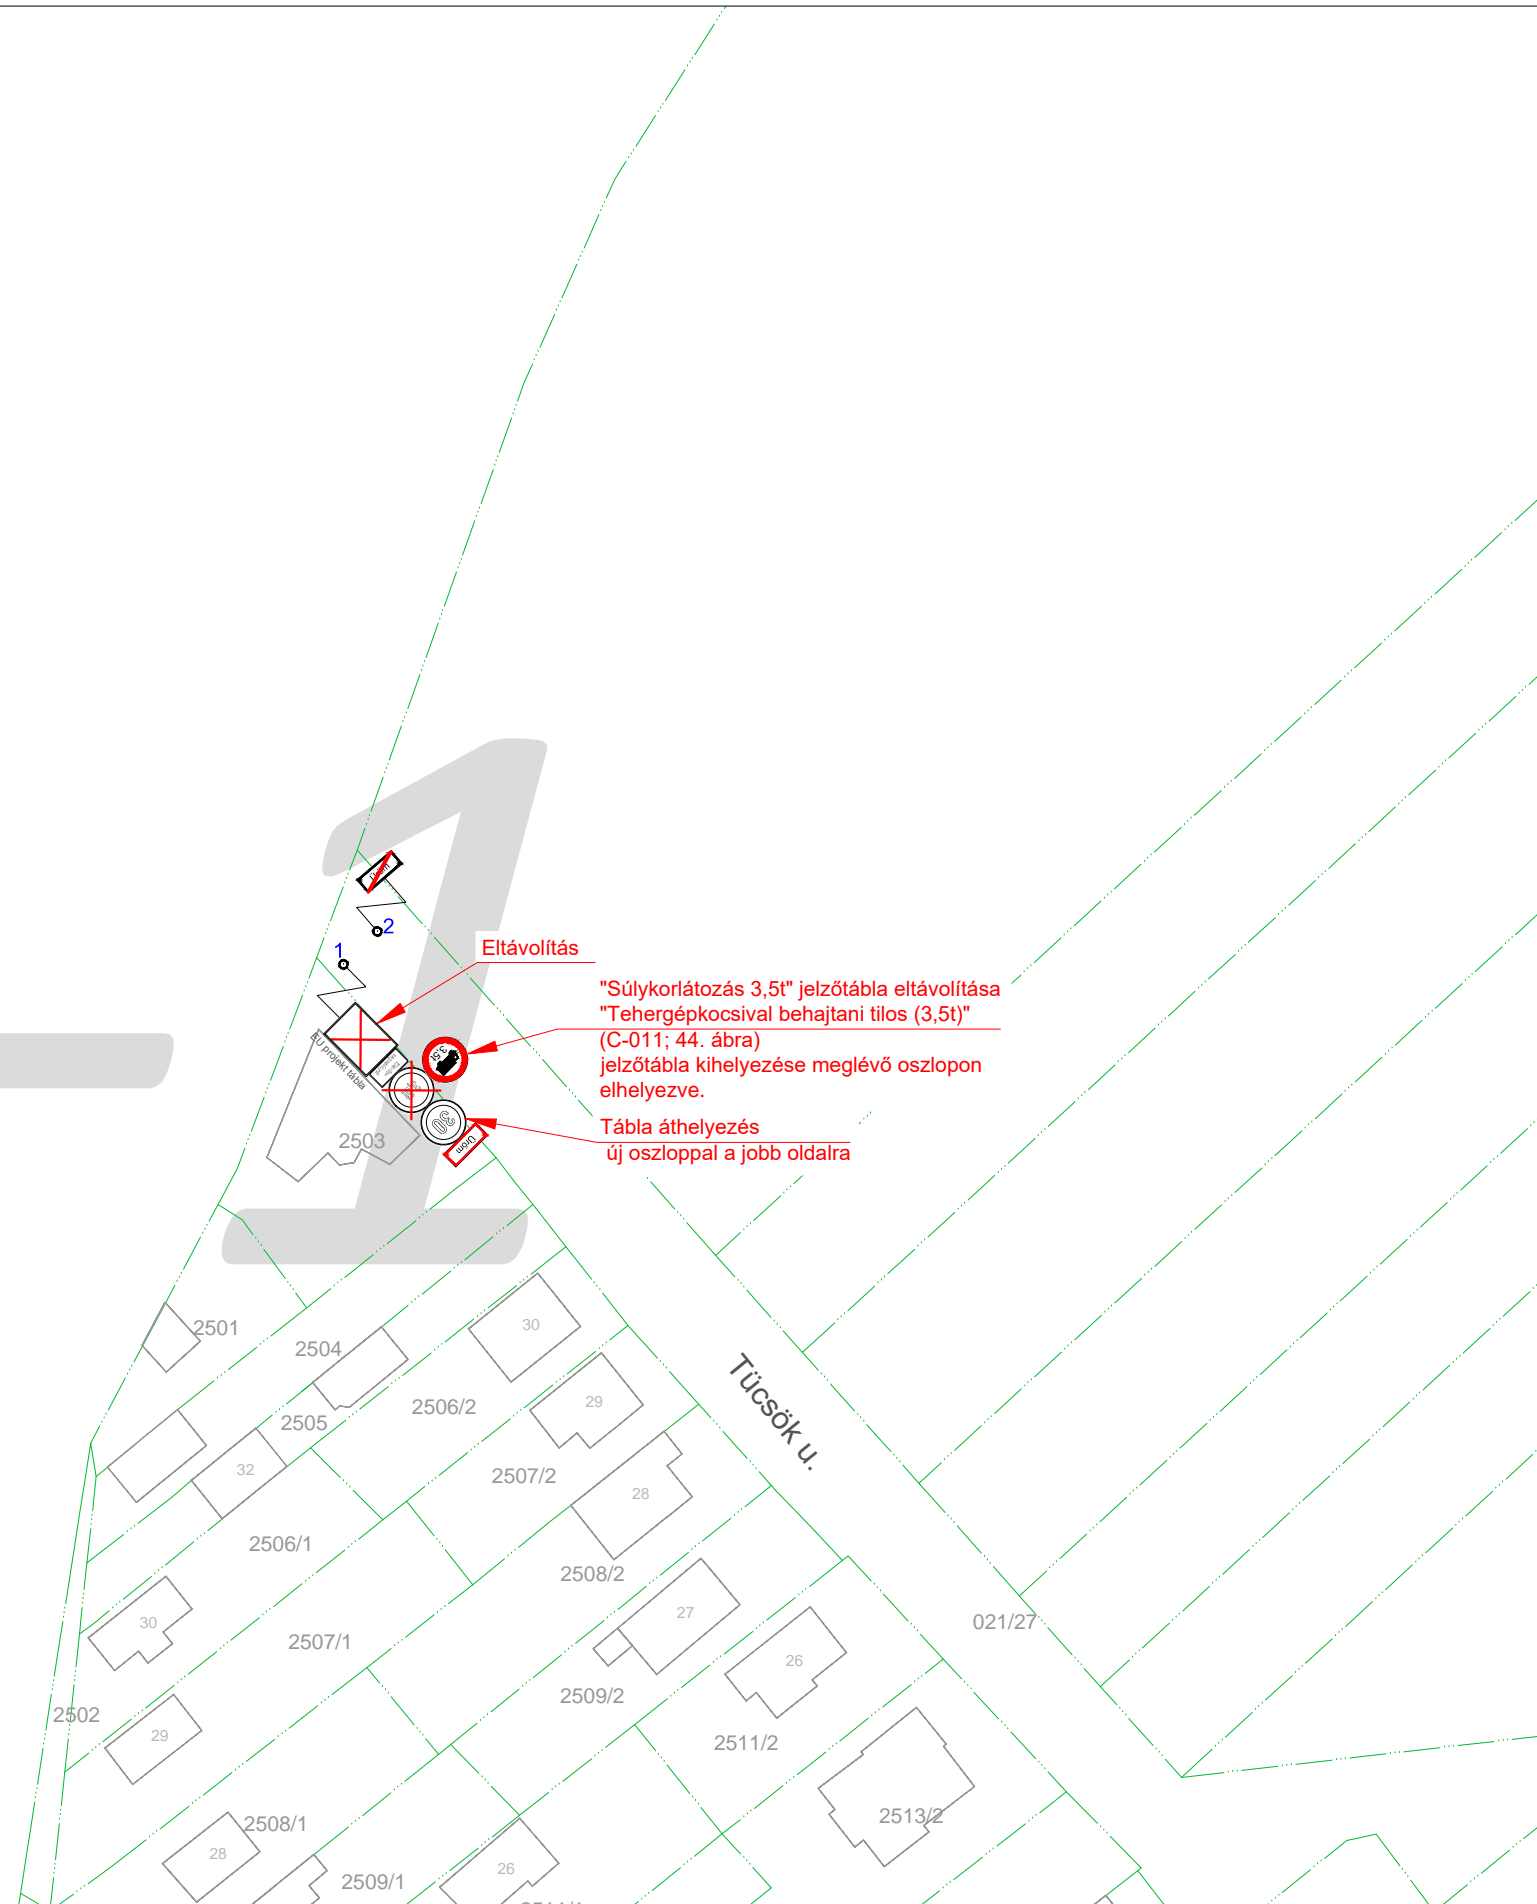 Üröm
2
1
Eltávolítás
"Súlykorlátozás 3,5t" jelzőtábla eltávolítása
"Tehergépkocsival behajtani tilos (3,5t)"
(C-011; 44. ábra)
jelzőtábla kihelyezése meglévő oszlopon
elhelyezve.
EU projekt tábla
3,5t
30
Üröm
Tábla áthelyezés
új oszloppal a jobb oldalra
1
2503
2501
2504
30
2505
2506/2
29
Tücsök u.
32
2507/2
28
2506/1
2508/2
30
27
021/27
2507/1
26
2509/2
2502
29
2511/2
2513/2
2508/1
28
26
2509/1